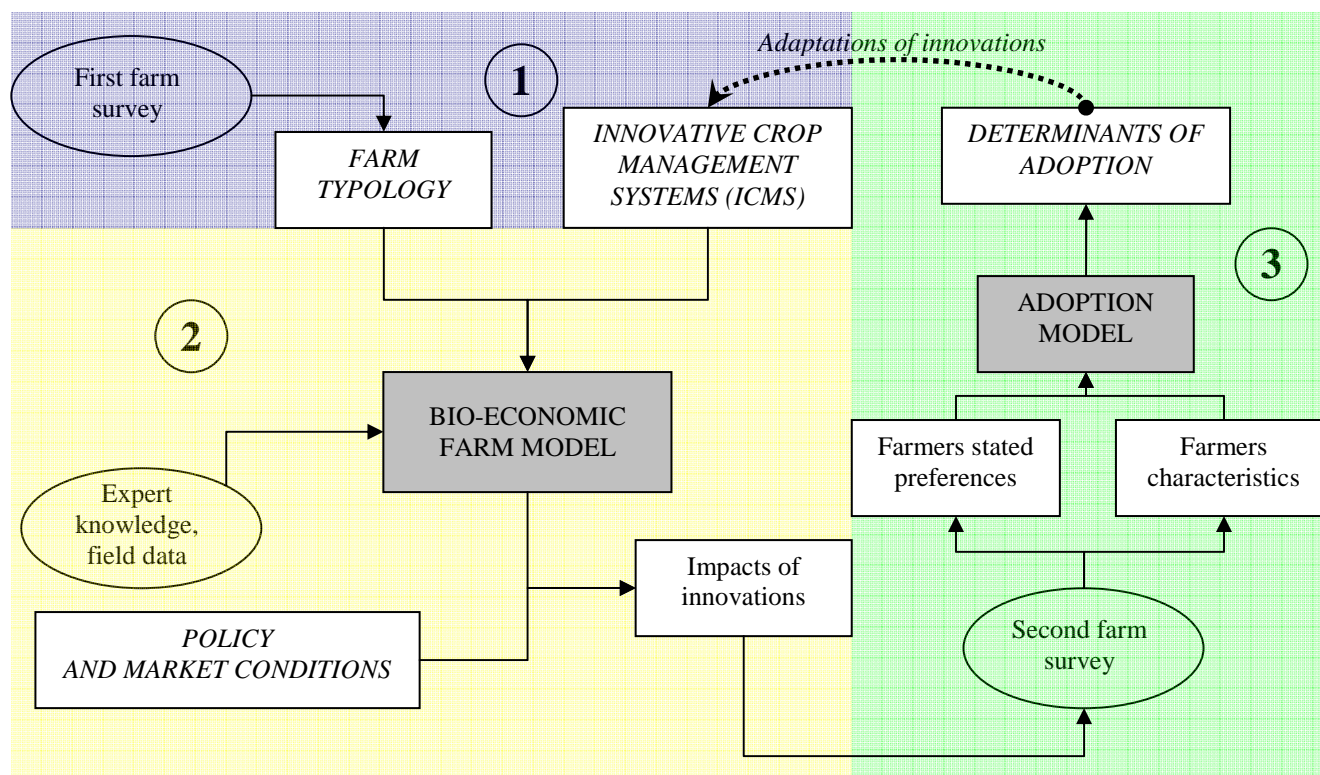 Adaptations of innovations
First farm
survey
1
FARM
TYPOLOGY
INNOVATIVE CROP
MANAGEMENT
SYSTEMS (ICMS)
DETERMINANTS OF
ADOPTION
3
2
ADOPTION
MODEL
BIO-ECONOMIC
FARM MODEL
Farmers stated
preferences
Farmers
characteristics
Expert
knowledge,
field data
Impacts of
innovations
POLICY
AND MARKET CONDITIONS
Second farm
survey